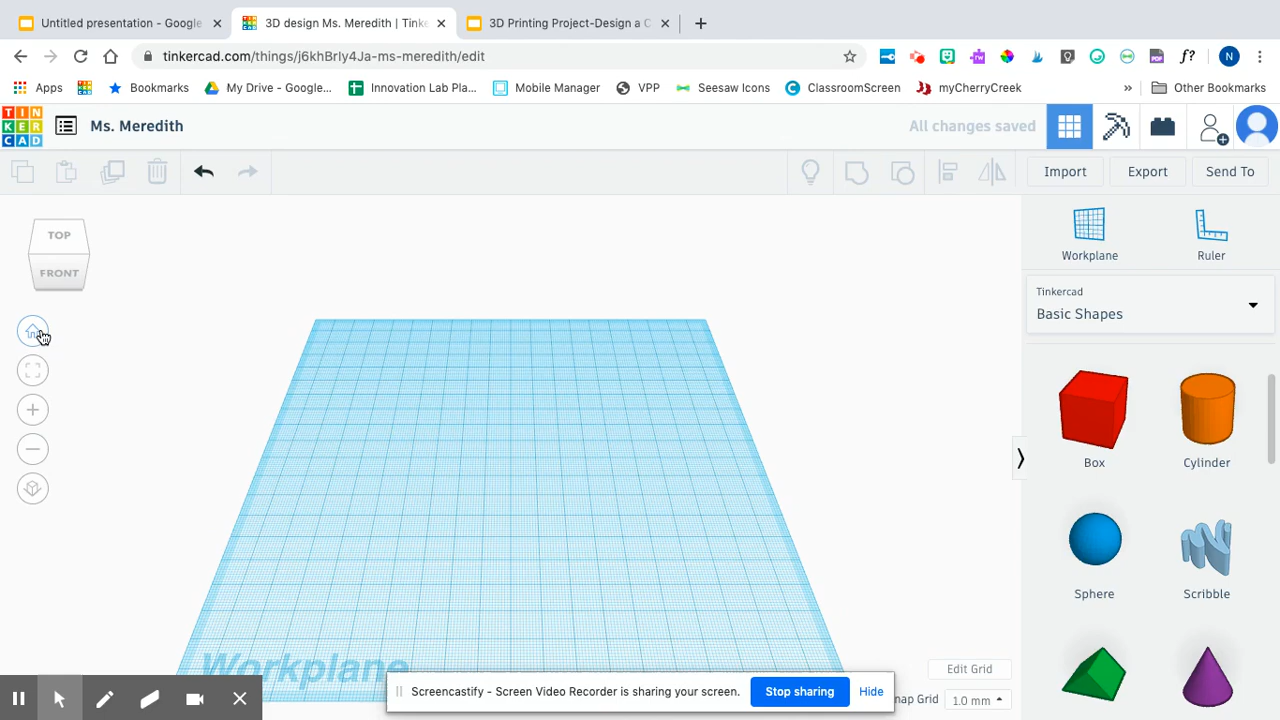 Untitled presentation - Google
3D design Ms. Meredith | Tinke
3D Printing Project-Design a C
tinkercad.com/things/j6khBrIy4Ja-ms-meredith/edit
Apps
Bookmarks
My Drive - Google...
Innovation Lab Pla...
Mobile Manager
VPP
Seesaw Icons
ClassroomScreen
myCherryCreek
»
Other Bookmarks
TIN
KER
CAD
Ms. Meredith
All changes saved
Import
Export
Send To
TOP
FRONT
Workplane
Ruler
Tinkercad
Basic Shapes
Box
Cylinder
Sphere
Scribble
Workplane
Edit Grid
nap Grid
1.0 mm
Screencastify - Screen Video Recorder is sharing your screen.
Stop sharing
Hide